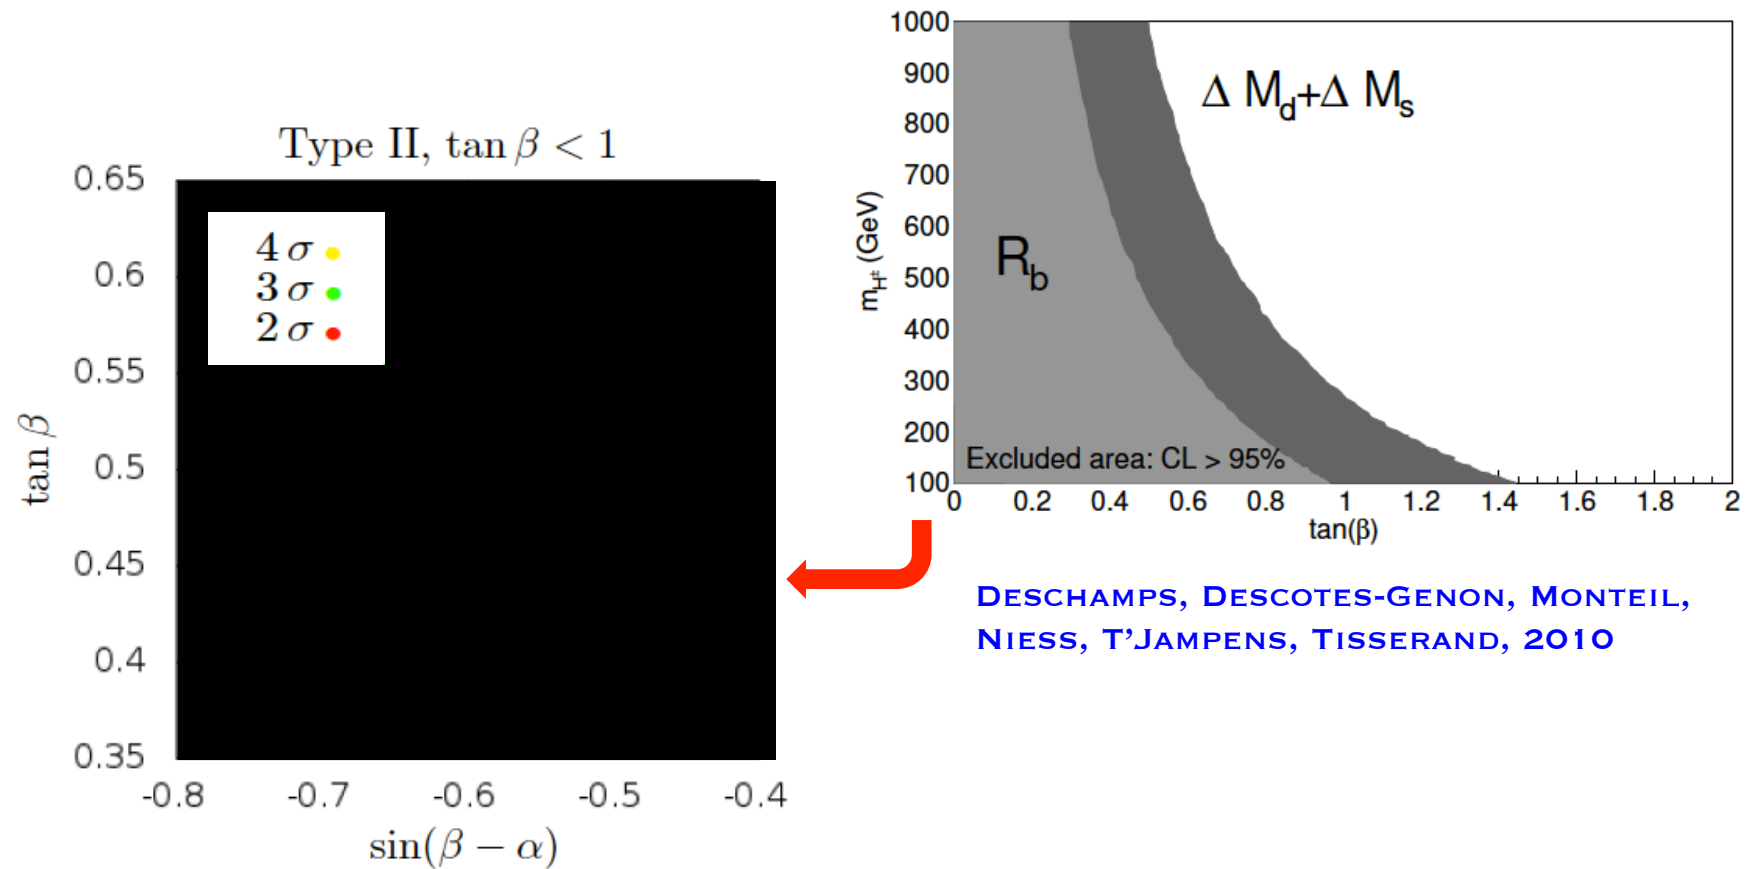 Type II, tan β < 1
0.65
0.6
0.55
0.5
0.45
0.4
0.35
tan β
4 σ
3 σ
2 σ
-0.8 -0.7 -0.6 -0.5 -0.4
sin(β − α)
1000
900
800
700
600
500
400
300
200
100
m_H± (GeV)
Δ M_d+Δ M_s
R_b
Excluded area: CL > 95%
0 0.2 0.4 0.6 0.8 1 1.2 1.4 1.6 1.8 2
tan(β)
DESCHAMPS, DESCOTES-GENON, MONTEIL,
NIESS, T’JAMPENS, TISSERAND, 2010